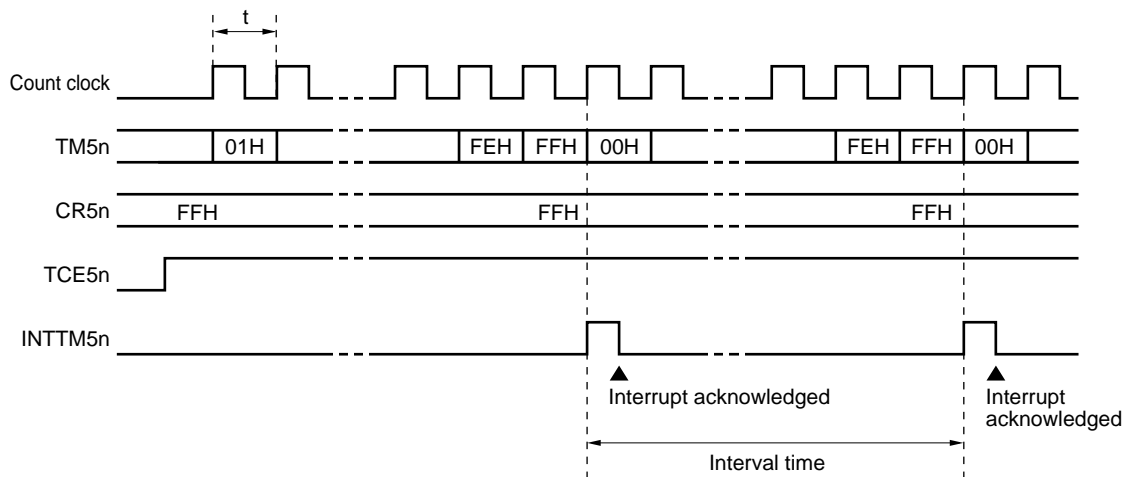 t
Count clock
TM5n 01H FEH FFH 00H FEH FFH 00H
CR5n FFH FFH FFH
TCE5n
INTTM5n
Interrupt acknowledged Interrupt
acknowledged
Interval time